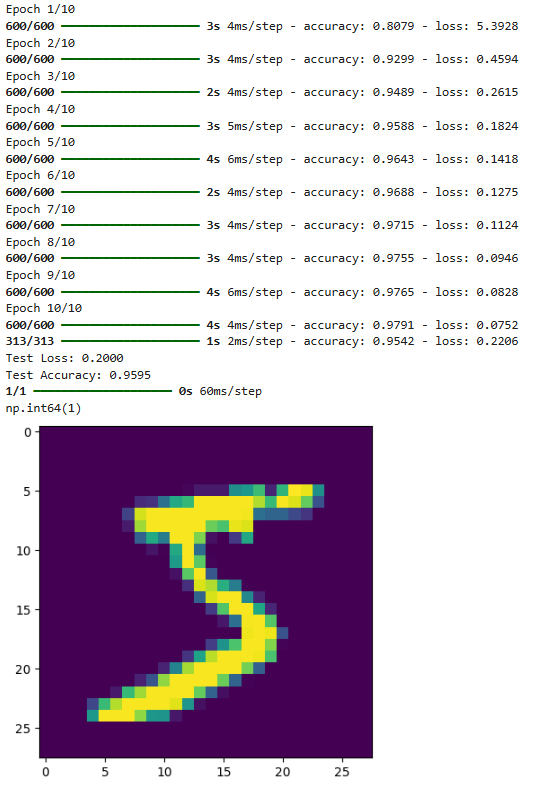 Epoch 1/10
600/600 ━━━━━━━━━━━━━━━━━━━━ 3s 4ms/step - accuracy: 0.8079 - loss: 5.3928
Epoch 2/10
600/600 ━━━━━━━━━━━━━━━━━━━━ 3s 4ms/step - accuracy: 0.9299 - loss: 0.4594
Epoch 3/10
600/600 ━━━━━━━━━━━━━━━━━━━━ 2s 4ms/step - accuracy: 0.9489 - loss: 0.2615
Epoch 4/10
600/600 ━━━━━━━━━━━━━━━━━━━━ 3s 5ms/step - accuracy: 0.9588 - loss: 0.1824
Epoch 5/10
600/600 ━━━━━━━━━━━━━━━━━━━━ 4s 6ms/step - accuracy: 0.9643 - loss: 0.1418
Epoch 6/10
600/600 ━━━━━━━━━━━━━━━━━━━━ 2s 4ms/step - accuracy: 0.9688 - loss: 0.1275
Epoch 7/10
600/600 ━━━━━━━━━━━━━━━━━━━━ 3s 4ms/step - accuracy: 0.9715 - loss: 0.1124
Epoch 8/10
600/600 ━━━━━━━━━━━━━━━━━━━━ 3s 4ms/step - accuracy: 0.9755 - loss: 0.0946
Epoch 9/10
600/600 ━━━━━━━━━━━━━━━━━━━━ 4s 6ms/step - accuracy: 0.9765 - loss: 0.0828
Epoch 10/10
600/600 ━━━━━━━━━━━━━━━━━━━━ 4s 4ms/step - accuracy: 0.9791 - loss: 0.0752
313/313 ━━━━━━━━━━━━━━━━━━━━ 1s 2ms/step - accuracy: 0.9542 - loss: 0.2206
Test Loss: 0.2000
Test Accuracy: 0.9595
1/1 ━━━━━━━━━━━━━━━━━━━━ 0s 60ms/step
np.int64(1)
0
5
10
15
20
25
0 5 10 15 20 25